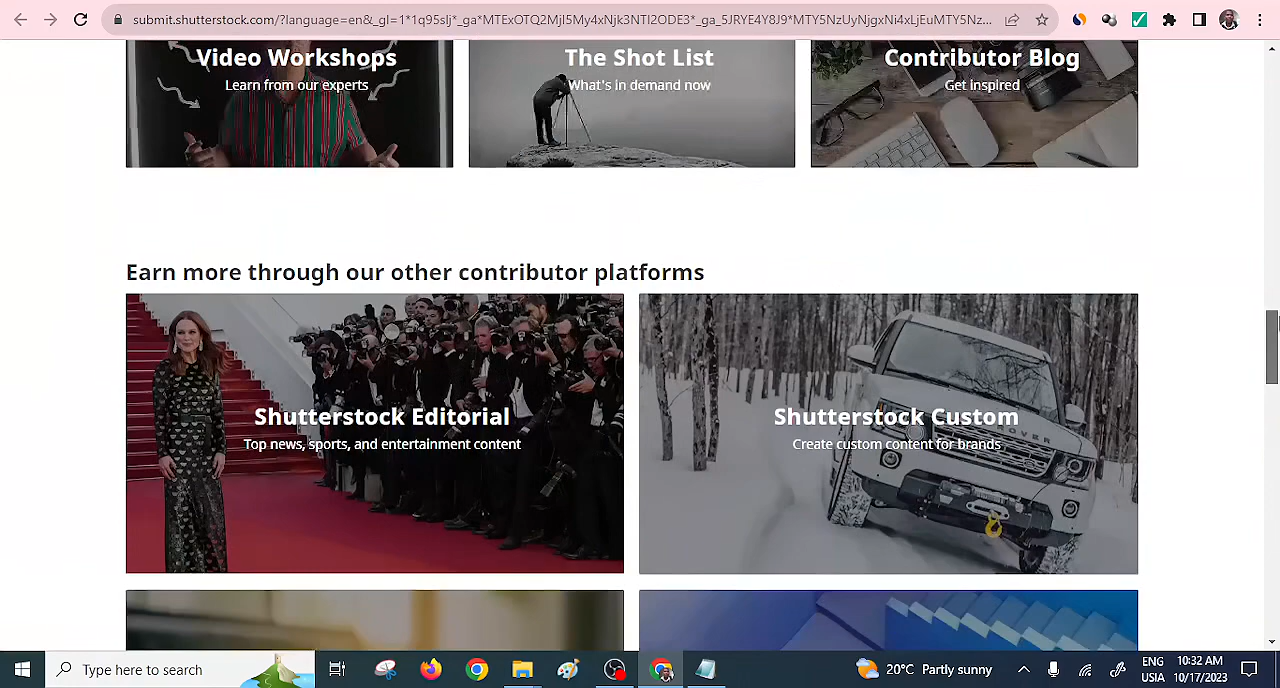 submit.shutterstock.com/?language=en&_gl=1*1q95slj*_ga*MTExOTQ2MjI5My4xNjk3NTI2ODE3*_ga_5JRYE4Y8J9*MTY5NzUyNjgxNi4xLjEuMTY5Nz...
Video Workshops
Learn from our experts
The Shot List
What's in demand now
Contributor Blog
Get inspired
Earn more through our other contributor platforms
Shutterstock Editorial
Top news, sports, and entertainment content
Shutterstock Custom
Create custom content for brands
OVER
Type here to search
20°C Partly sunny
ENG
USIA
10:32 AM
10/17/2023